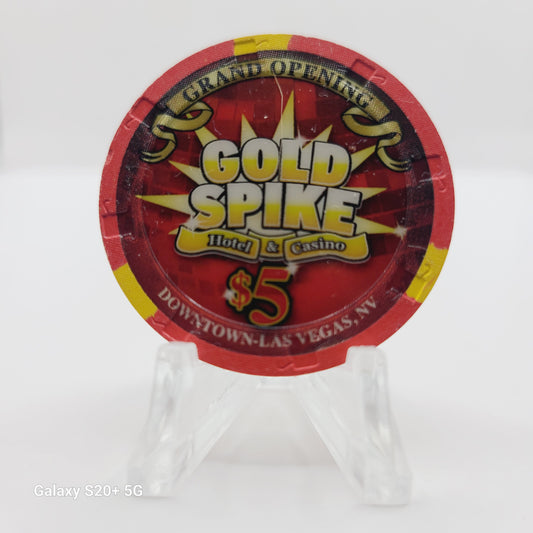 GRAND OPENING
GOLD
SPIKE
Hotel & Casino
$5
DOWNTOWN-LAS VEGAS, NV
Galaxy S20+ 5G